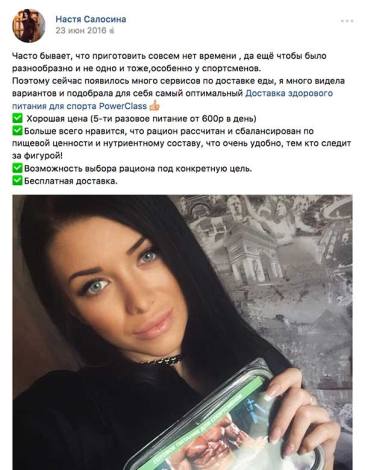 Настя Салосина
23 июн 2016
Часто бывает, что приготовить совсем нет времени , да ещё чтобы было
разнообразно и не одно и тоже,особенно у спортсменов.
Поэтому сейчас появилось много сервисов по доставке еды, я много видела
вариантов и подобрала для себя самый оптимальный Доставка здорового
питания для спорта PowerClass 👍
✅ Хорошая цена (5-ти разовое питание от 600р в день)
✅Больше всего нравится, что рацион рассчитан и сбалансирован по
пищевой ценности и нутриентному составу, что очень удобно, тем кто следит
за фигурой!
✅Возможность выбора рациона под конкретную цель.
✅Бесплатная доставка.